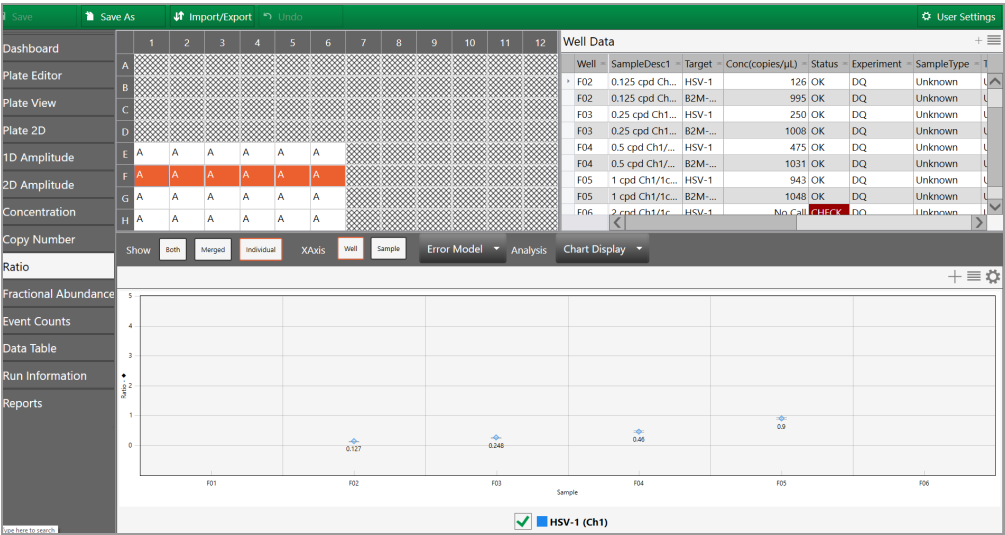 Save Save As Import/Export Undo User Settings
Dashboard
Plate Editor
Plate View
Plate 2D
1D Amplitude
2D Amplitude
Concentration
Copy Number
Ratio
Fractional Abundance
Event Counts
Data Table
Run Information
Reports
Type here to search
1 2 3 4 5 6 7 8 9 10 11 12
A
B
C
D
E A A A A A A
F A A A A A A
G A A A A A A
H A A A A A A
Well Data
Well SampleDesc1 Target Conc(copies/µL) Status Experiment SampleType T
F02 0.125 cpd Ch... HSV-1 126 OK DQ Unknown U
F02 0.125 cpd Ch... B2M-... 995 OK DQ Unknown U
F03 0.25 cpd Ch1... HSV-1 250 OK DQ Unknown U
F03 0.25 cpd Ch1... B2M-... 1008 OK DQ Unknown U
F04 0.5 cpd Ch1/... HSV-1 475 OK DQ Unknown U
F04 0.5 cpd Ch1/... B2M-... 1031 OK DQ Unknown U
F05 1 cpd Ch1/1c... HSV-1 943 OK DQ Unknown U
F05 1 cpd Ch1/1c... B2M-... 1048 OK DQ Unknown U
F06 2 cpd Ch1/1c... HSV-1 No Call CHECK DQ Unknown U
Show Both Merged Individual XAxis Well Sample Error Model Analysis Chart Display
Ratio - ◆
5
4
3
2
1
0
0.127
0.248
0.46
0.9
F01 F02 F03 F04 F05 F06
Sample
HSV-1 (Ch1)